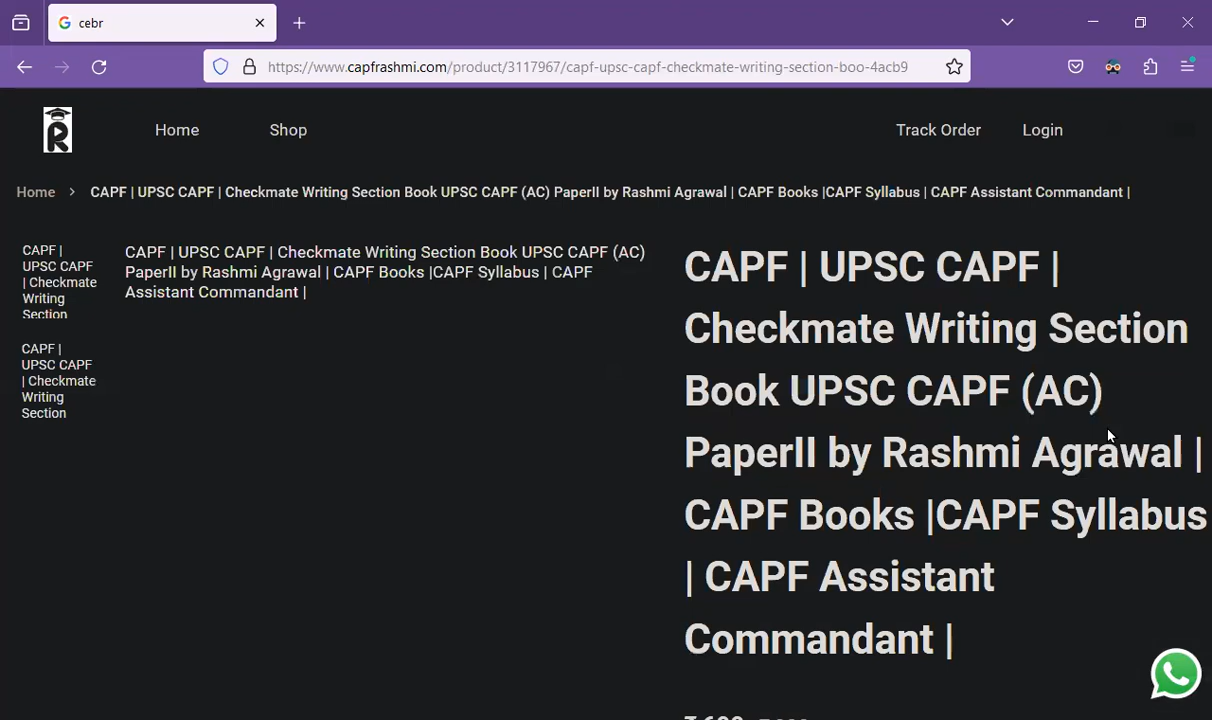 cebr
https://www.capfrashmi.com/product/3117967/capf-upsc-capf-checkmate-writing-section-boo-4acb9
R
Home
Shop
Track Order
Login
Home > CAPF | UPSC CAPF | Checkmate Writing Section Book UPSC CAPF (AC) PaperII by Rashmi Agrawal | CAPF Books |CAPF Syllabus | CAPF Assistant Commandant |
CAPF |
UPSC CAPF
| Checkmate
Writing
Section
CAPF |
UPSC CAPF
| Checkmate
Writing
Section
CAPF | UPSC CAPF | Checkmate Writing Section Book UPSC CAPF (AC)
PaperII by Rashmi Agrawal | CAPF Books |CAPF Syllabus | CAPF
Assistant Commandant |
CAPF | UPSC CAPF |
Checkmate Writing Section
Book UPSC CAPF (AC)
PaperII by Rashmi Agrawal |
CAPF Books |CAPF Syllabus
| CAPF Assistant
Commandant |